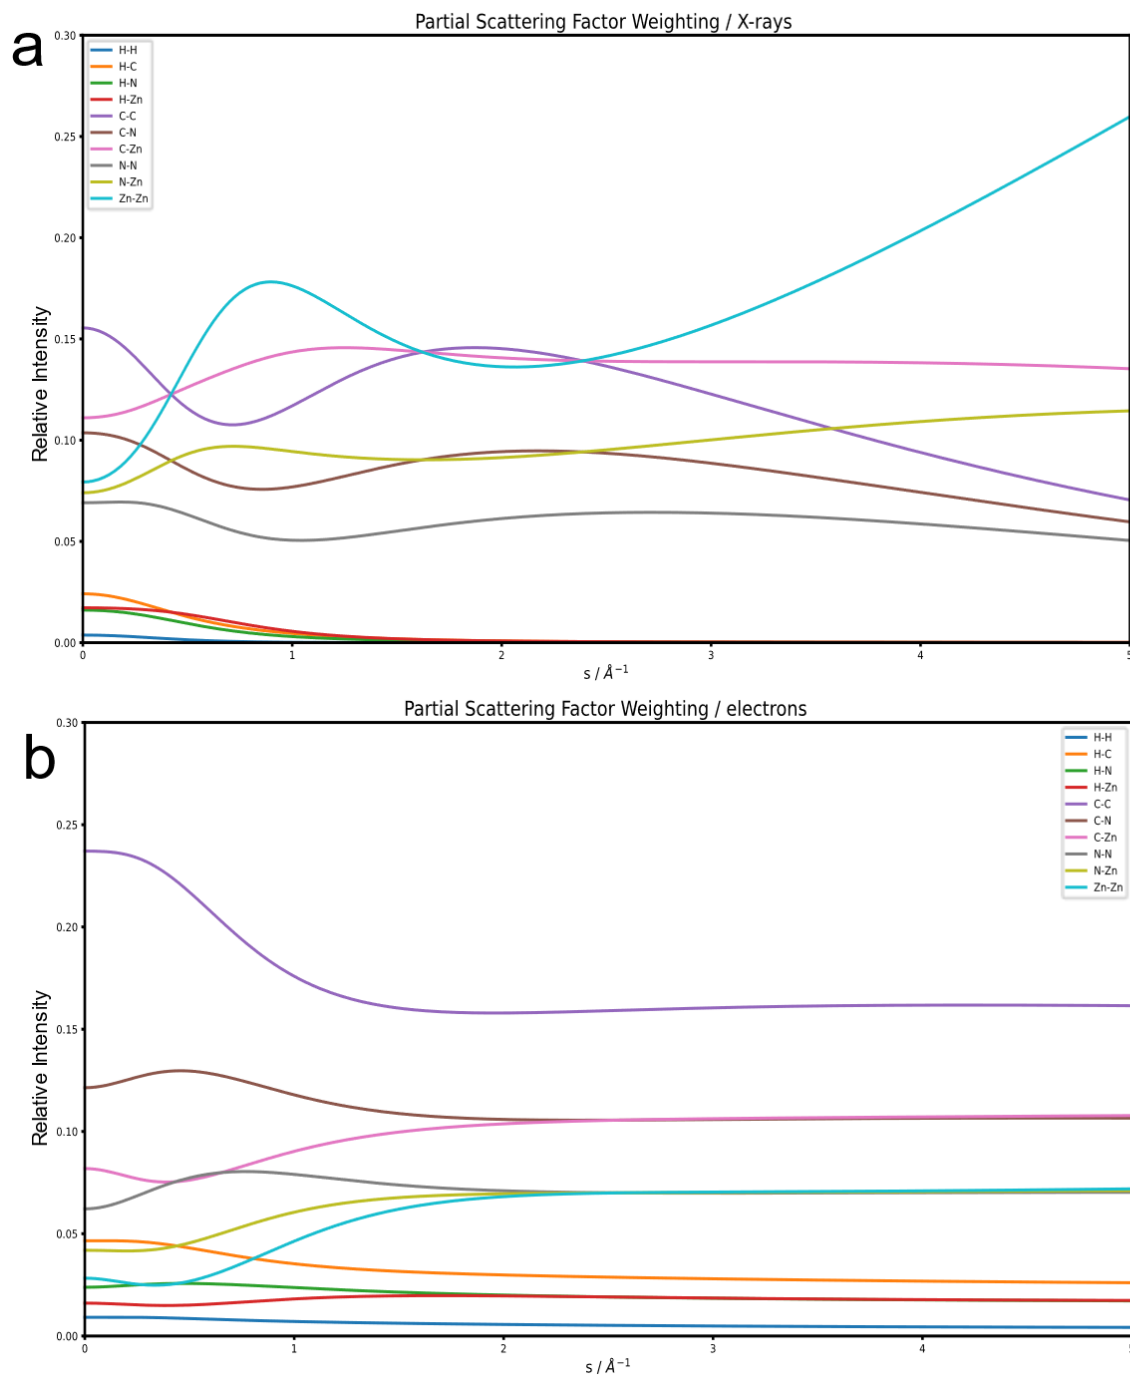 a
Partial Scattering Factor Weighting / X-rays
0.30
0.25
0.20
0.15
0.10
0.05
0.00
Relative Intensity
H-H
H-C
H-N
H-Zn
C-C
C-N
C-Zn
N-N
N-Zn
Zn-Zn
0 1 2 3 4 5
s / Å⁻¹
b
Partial Scattering Factor Weighting / electrons
0.30
0.25
0.20
0.15
0.10
0.05
0.00
Relative Intensity
H-H
H-C
H-N
H-Zn
C-C
C-N
C-Zn
N-N
N-Zn
Zn-Zn
0 1 2 3 4
s / Å⁻¹